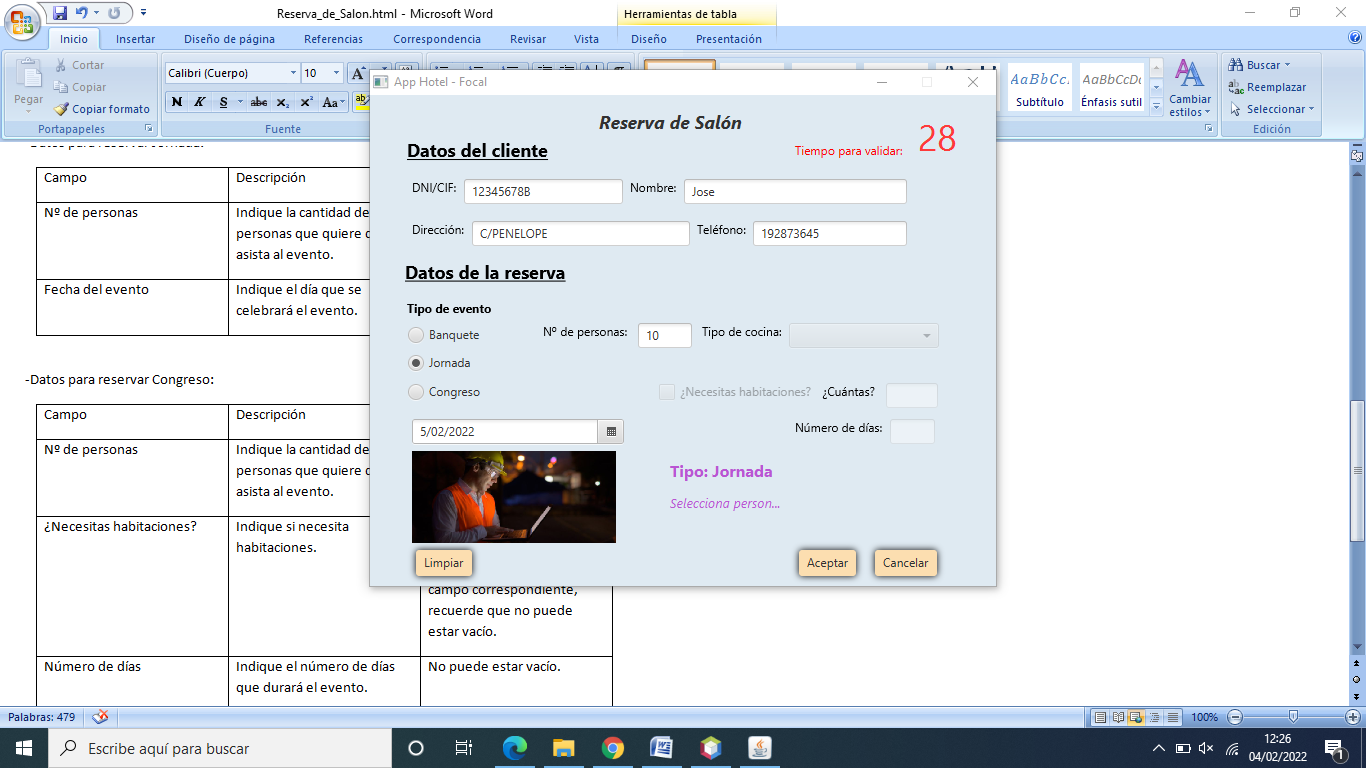 Reserva_de_Salon.html - Microsoft Word
Herramientas de tabla
Inicio Insertar Diseño de página Referencias Correspondencia Revisar Vista Diseño Presentación
Pegar
Cortar
Copiar
Copiar formato
Portapapeles
Calibri (Cuerpo) 10
N K S abc x₂ x² Aa
Fuente
AaBbCc.
Subtítulo
AaBbCcDc
Énfasis sutil
Cambiar
estilos
Buscar
Reemplazar
Seleccionar
Edición
App Hotel - Focal
Reserva de Salón
Datos del cliente
Tiempo para validar: 28
DNI/CIF: 12345678B Nombre: Jose
Dirección: C/PENELOPE Teléfono: 192873645
Datos de la reserva
Tipo de evento
Banquete Nº de personas: 10 Tipo de cocina:
Jornada
Congreso ¿Necesitas habitaciones? ¿Cuántas?
5/02/2022 Número de días:
Tipo: Jornada
Selecciona person...
Limpiar Aceptar Cancelar
Campo Descripción
Nº de personas Indique la cantidad de
personas que quiere
asista al evento.
Fecha del evento Indique el día que se
celebrará el evento.
-Datos para reservar Congreso:
Campo Descripción
Nº de personas Indique la cantidad de
personas que quiere
asista al evento.
¿Necesitas habitaciones? Indique si necesita
habitaciones.
campo correspondiente,
recuerde que no puede
estar vacío.
Número de días Indique el número de días
que durará el evento.
No puede estar vacío.
Palabras: 479
100%
Escribe aquí para buscar
12:26
04/02/2022
1